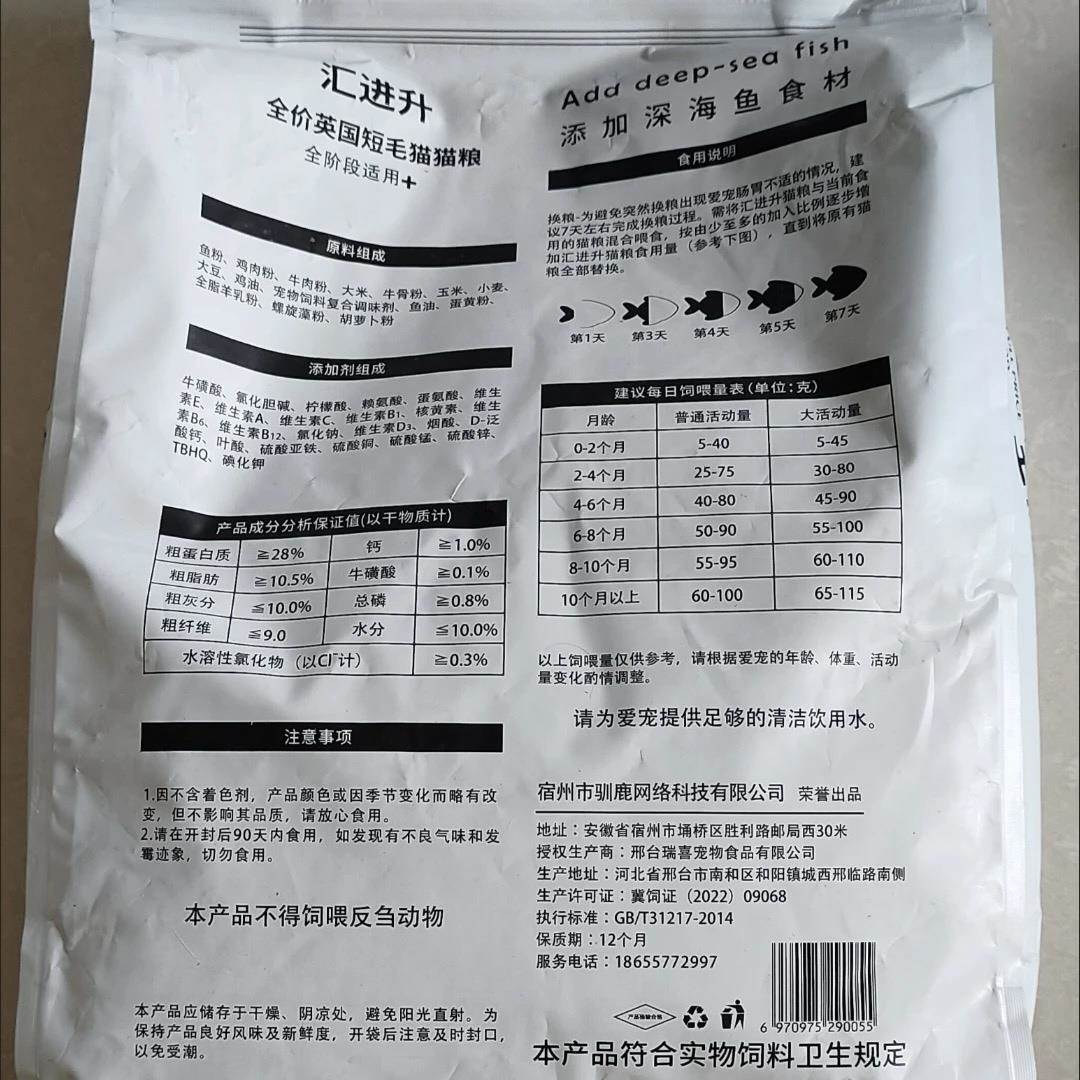 汇进升
全价英国短毛猫猫粮
全阶段适用+
原料组成
鱼粉、鸡肉粉、牛肉粉、大米、牛骨粉、玉米、小麦、
大豆、鸡油、宠物饲料复合调味剂、鱼油、蛋黄粉、
全脂羊乳粉、螺旋藻粉、胡萝卜粉
添加剂组成
牛磺酸、氯化胆碱、柠檬酸、赖氨酸、蛋氨酸、维生
素E、维生素A、维生素C、维生素B1、核黄素、维生
素B6、维生素B12、氯化钠、维生素D3、烟酸、D-泛
酸钙、叶酸、硫酸亚铁、硫酸铜、硫酸锰、硫酸锌、
TBHQ、碘化钾
产品成分分析保证值(以干物质计)
粗蛋白质 ≧28% 钙 ≧1.0%
粗脂肪 ≧10.5% 牛磺酸 ≧0.1%
粗灰分 ≦10.0% 总磷 ≧0.8%
粗纤维 ≦9.0 水分 ≦10.0%
水溶性氯化物（以Cl⁻计） ≧0.3%
注意事项
1.因不含着色剂，产品颜色或因季节变化而略有改
变，但不影响其品质，请放心食用。
2.请在开封后90天内食用，如发现有不良气味和发
霉迹象，切勿食用。
本产品不得饲喂反刍动物
本产品应储存于干燥、阴凉处，避免阳光直射。为
保持产品良好风味及新鲜度，开袋后注意及时封口，
以免受潮。
Add deep-sea fish
添加深海鱼食材
食用说明
换粮-为避免突然换粮出现爱宠肠胃不适的情况，建
议7天左右完成换粮过程。需将汇进升猫粮与当前食
用的猫粮混合喂食，按由少至多的加入比例逐步增
加汇进升猫粮食用量（参考下图），直到将原有猫
粮全部替换。
第1天 第3天 第4天 第5天 第7天
建议每日饲喂量表(单位:克)
月龄 普通活动量 大活动量
0-2个月 5-40 5-45
2-4个月 25-75 30-80
4-6个月 40-80 45-90
6-8个月 50-90 55-100
8-10个月 55-95 60-110
10个月以上 60-100 65-115
以上饲喂量仅供参考，请根据爱宠的年龄、体重、活动
量变化酌情调整。
请为爱宠提供足够的清洁饮用水。
宿州市驯鹿网络科技有限公司 荣誉出品
地址：安徽省宿州市埇桥区胜利路邮局西30米
授权生产商：邢台瑞喜宠物食品有限公司
生产地址：河北省邢台市南和区和阳镇城西邢临路南侧
生产许可证：冀饲证（2022）09068
执行标准：GB/T31217-2014
保质期：12个月
服务电话：18655772997
产品检验合格
6 970975 290055
本产品符合实物饲料卫生规定